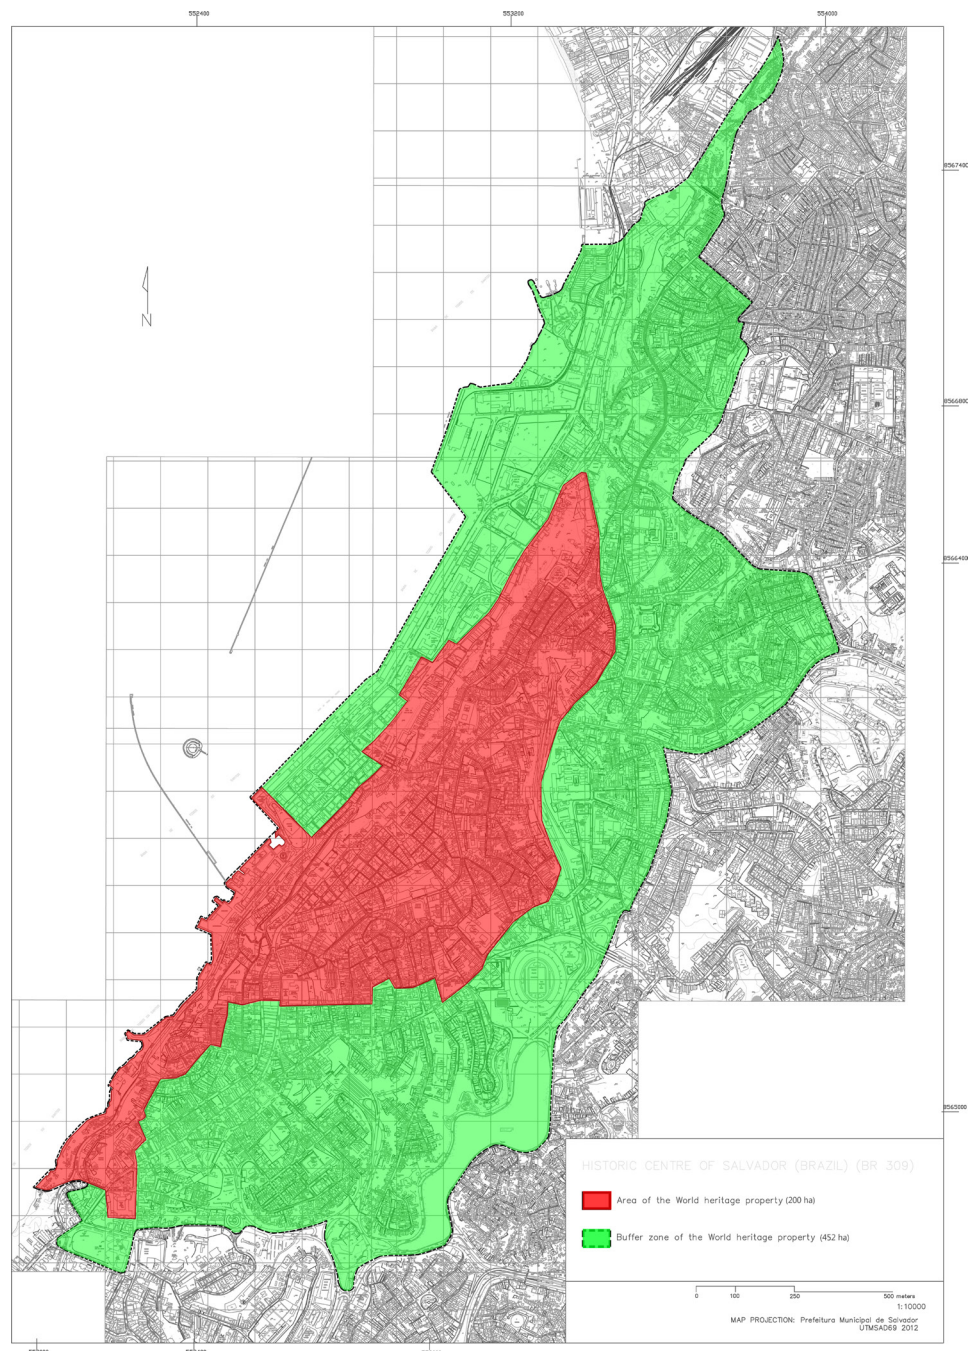 552400
553200
554000
8567400
N
8566800
8566400
8565000
HISTORIC CENTRE OF SALVADOR (BRAZIL) (BR 309)
Area of the World heritage property (200 ha)
Buffer zone of the World heritage property (452 ha)
0 100 250 500 meters
1:10000
MAP PROJECTION: Prefeitura Municipal de Salvador
UTMSAD69 2012